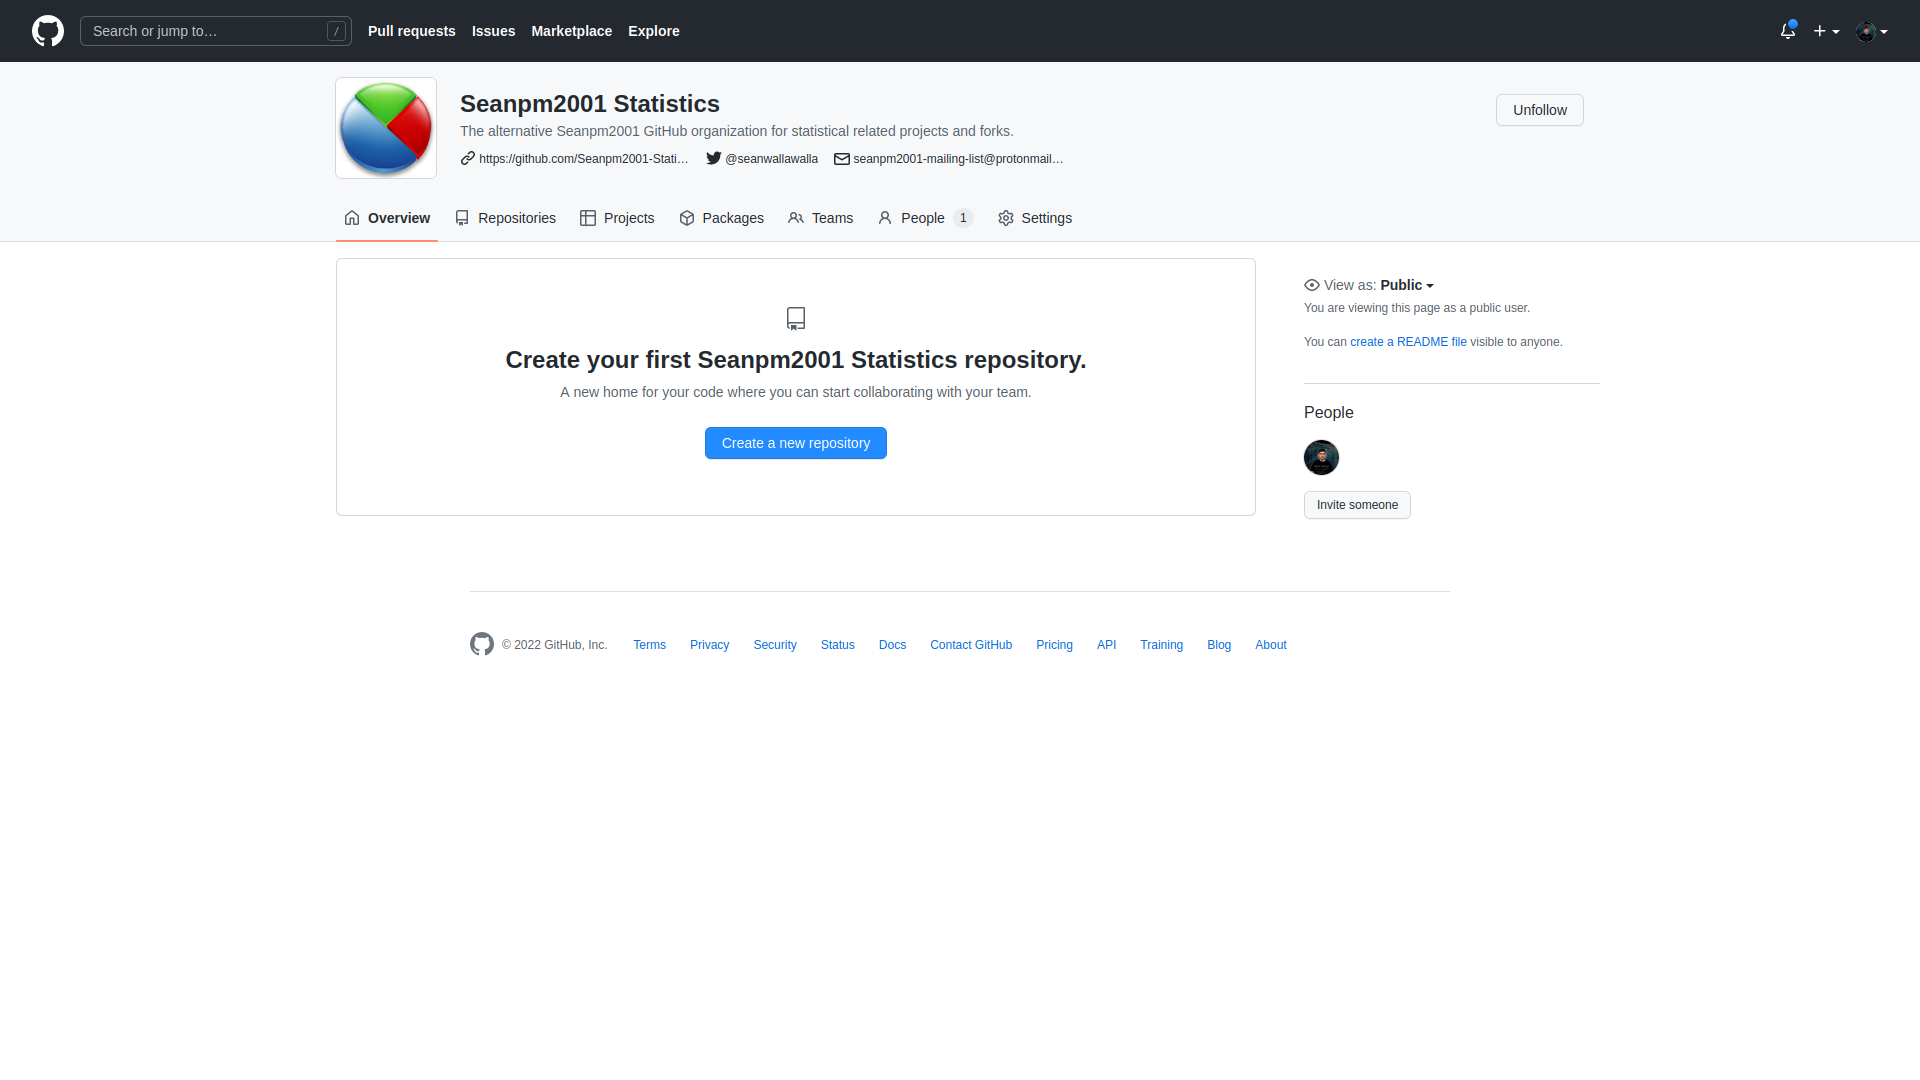 Search or jump to… /
Pull requests Issues Marketplace Explore
Seanpm2001 Statistics
Unfollow
The alternative Seanpm2001 GitHub organization for statistical related projects and forks.
https://github.com/Seanpm2001-Stati… @seanwallawalla seanpm2001-mailing-list@protonmail…
Overview Repositories Projects Packages Teams People 1 Settings
View as: Public
You are viewing this page as a public user.
You can create a README file visible to anyone.
Create your first Seanpm2001 Statistics repository.
A new home for your code where you can start collaborating with your team.
Create a new repository
People
Invite someone
© 2022 GitHub, Inc. Terms Privacy Security Status Docs Contact GitHub Pricing API Training Blog About